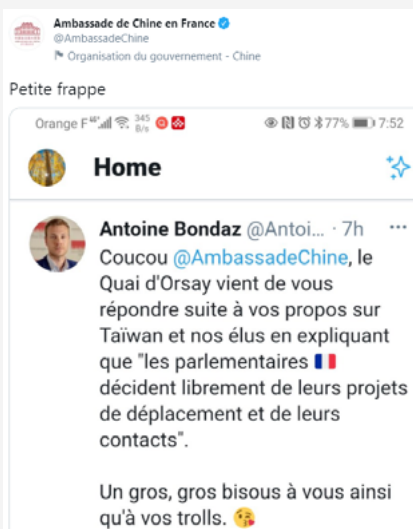 Ambassade de Chine en France
@AmbassadeChine
Organisation du gouvernement - Chine
Petite frappe
Orange F 345 B/s 77% 7:52
Home
Antoine Bondaz @Antoi... · 7h ...
Coucou @AmbassadeChine, le
Quai d'Orsay vient de vous
répondre suite à vos propos sur
Taïwan et nos élus en expliquant
que "les parlementaires 🇫🇷
décident librement de leurs projets
de déplacement et de leurs
contacts".
Un gros, gros bisous à vous ainsi
qu'à vos trolls. 😘